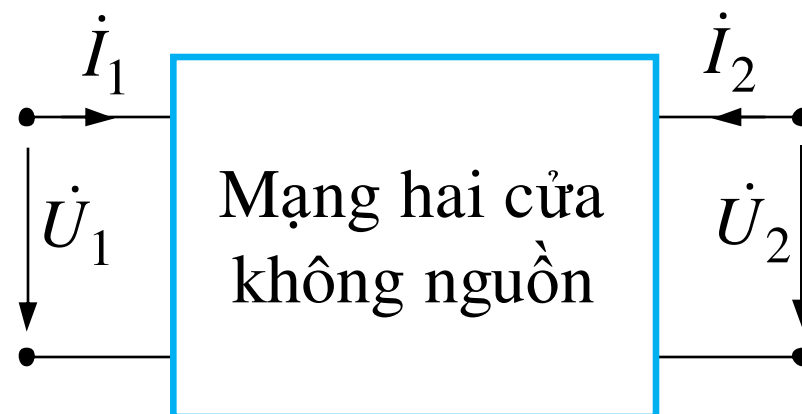 İ1 İ2
U̇1 Mạng hai cửa U̇2
không nguồn